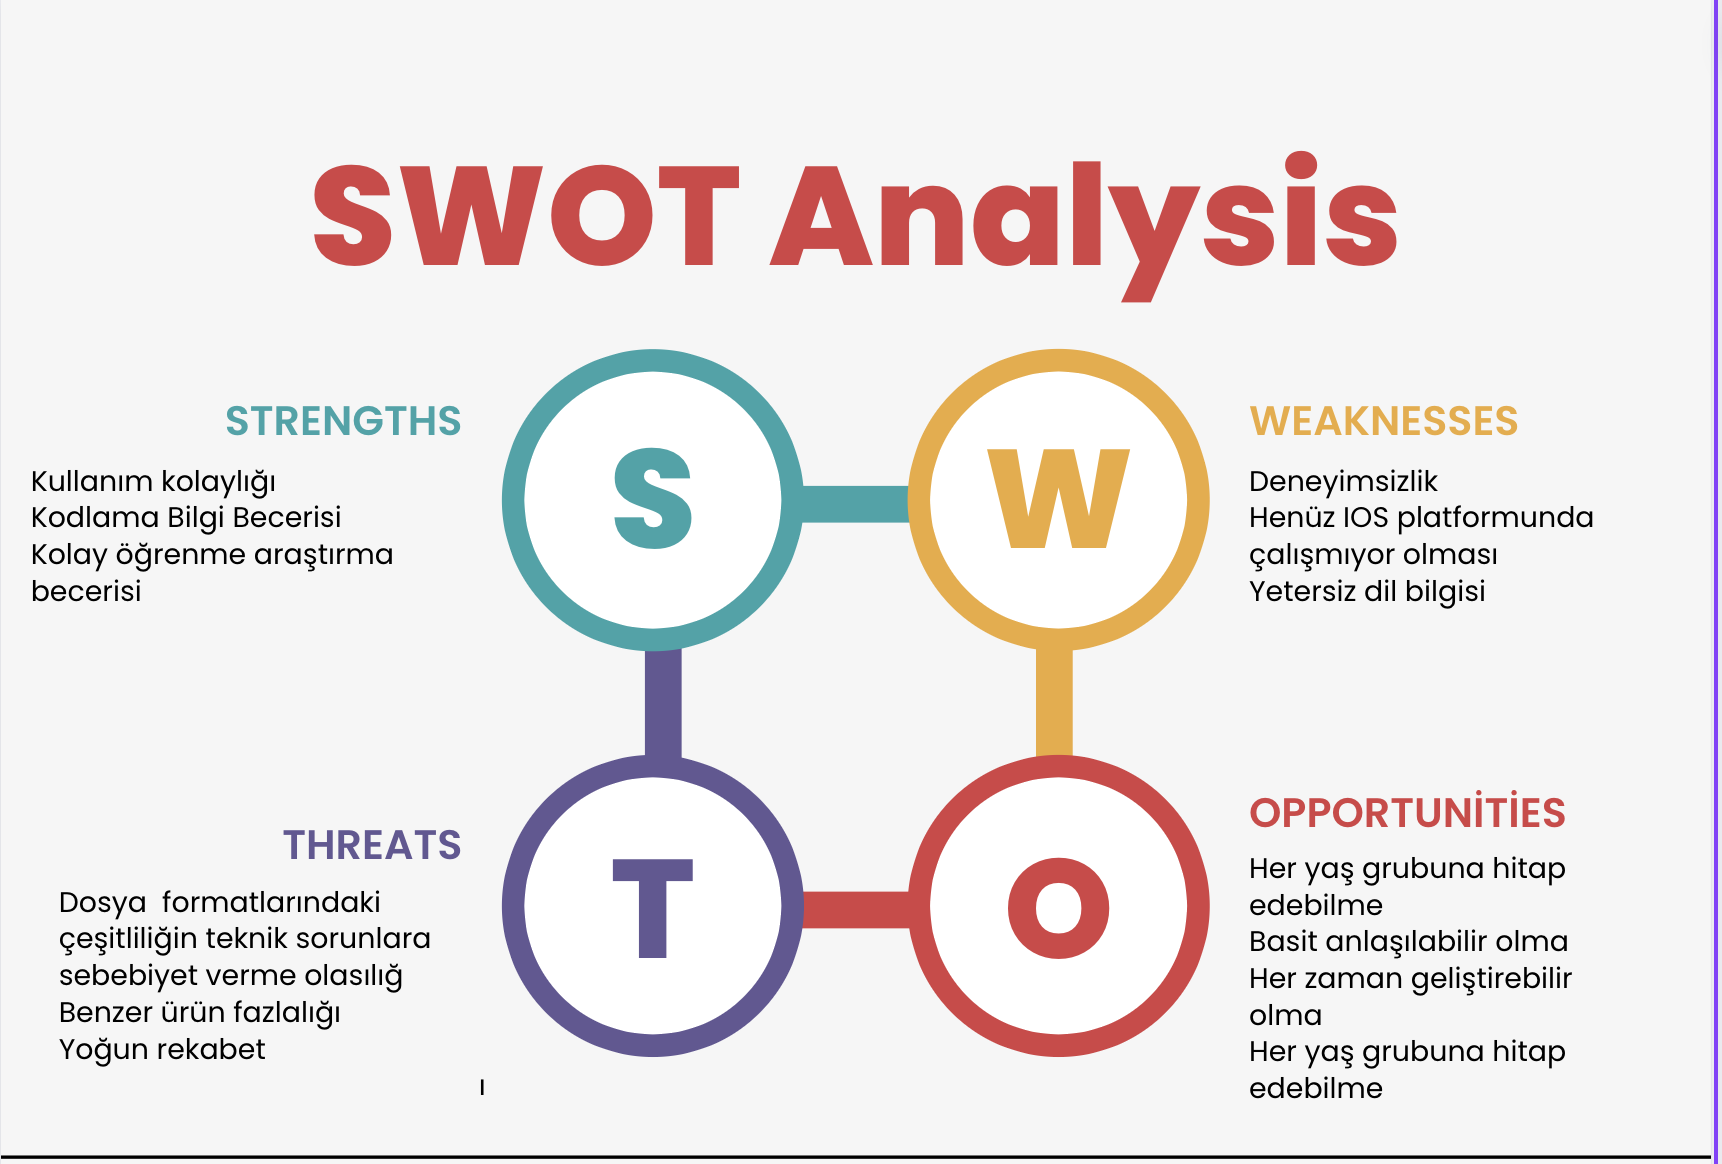 SWOT Analysis
STRENGTHS
Kullanım kolaylığı
Kodlama Bilgi Becerisi
Kolay öğrenme araştırma
becerisi
S
W
WEAKNESSES
Deneyimsizlik
Henüz IOS platformunda
çalışmıyor olması
Yetersiz dil bilgisi
THREATS
Dosya  formatlarındaki
çeşitliliğin teknik sorunlara
sebebiyet verme olasılığ
Benzer ürün fazlalığı
Yoğun rekabet
ı
T
O
OPPORTUNİTİES
Her yaş grubuna hitap
edebilme
Basit anlaşılabilir olma
Her zaman geliştirebilir
olma
Her yaş grubuna hitap
edebilme